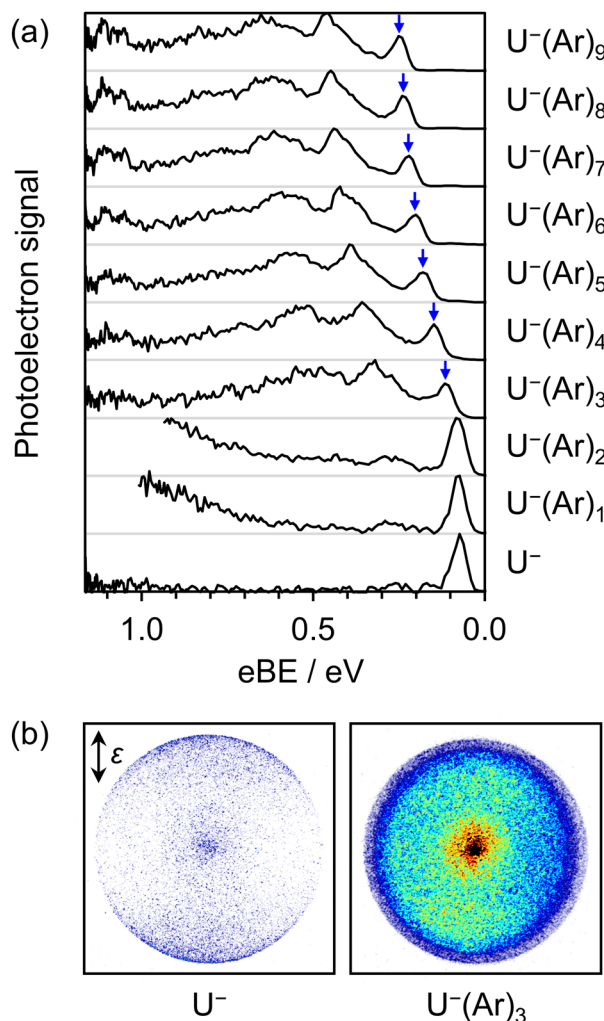 (a)
Photoelectron signal
U⁻(Ar)₉
U⁻(Ar)₈
U⁻(Ar)₇
U⁻(Ar)₆
U⁻(Ar)₅
U⁻(Ar)₄
U⁻(Ar)₃
U⁻(Ar)₂
U⁻(Ar)₁
U⁻
1.0 0.5 0.0
eBE / eV
(b)
ε
U⁻ U⁻(Ar)₃